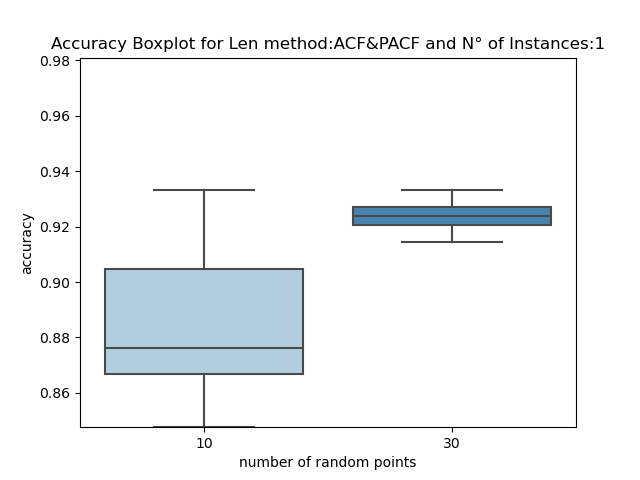 Accuracy Boxplot for Len method:ACF&PACF and N° of Instances:1
0.98
0.96
0.94
0.92
0.90
0.88
0.86
accuracy
10 30
number of random points